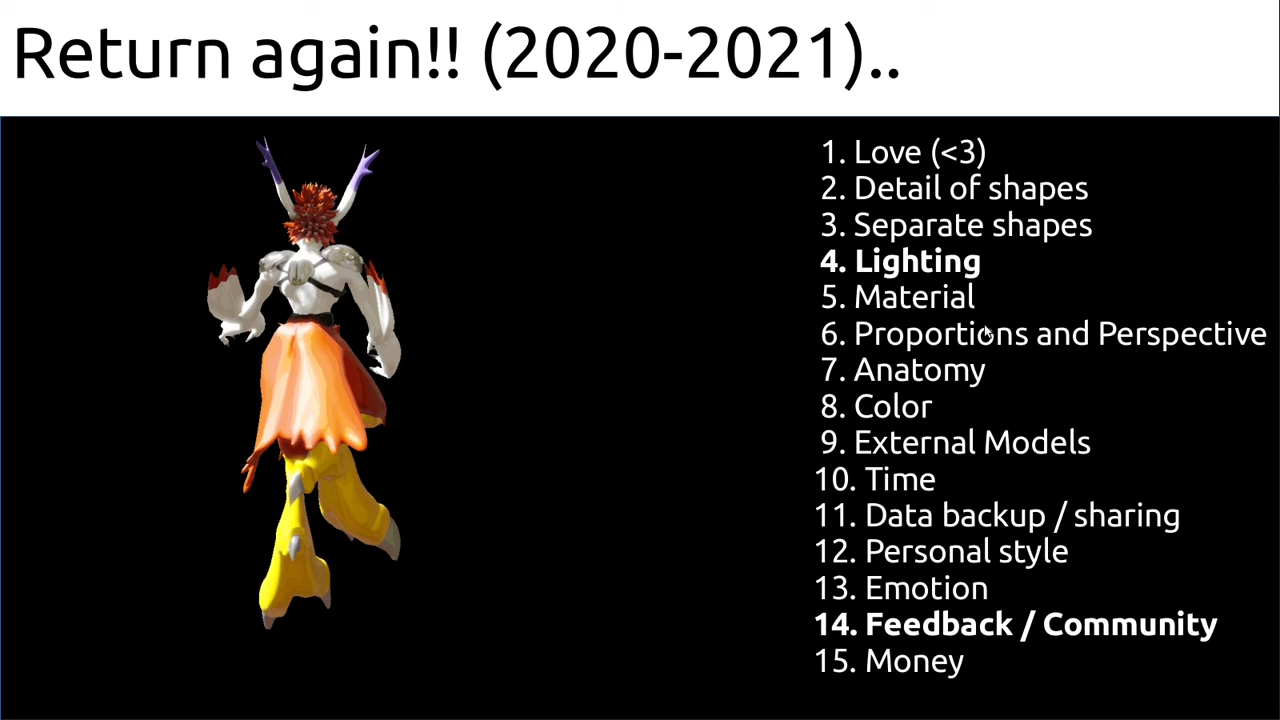 Return again!! (2020-2021)..
1. Love (<3)
2. Detail of shapes
3. Separate shapes
4. Lighting
5. Material
6. Proportions and Perspective
7. Anatomy
8. Color
9. External Models
10. Time
11. Data backup / sharing
12. Personal style
13. Emotion
14. Feedback / Community
15. Money